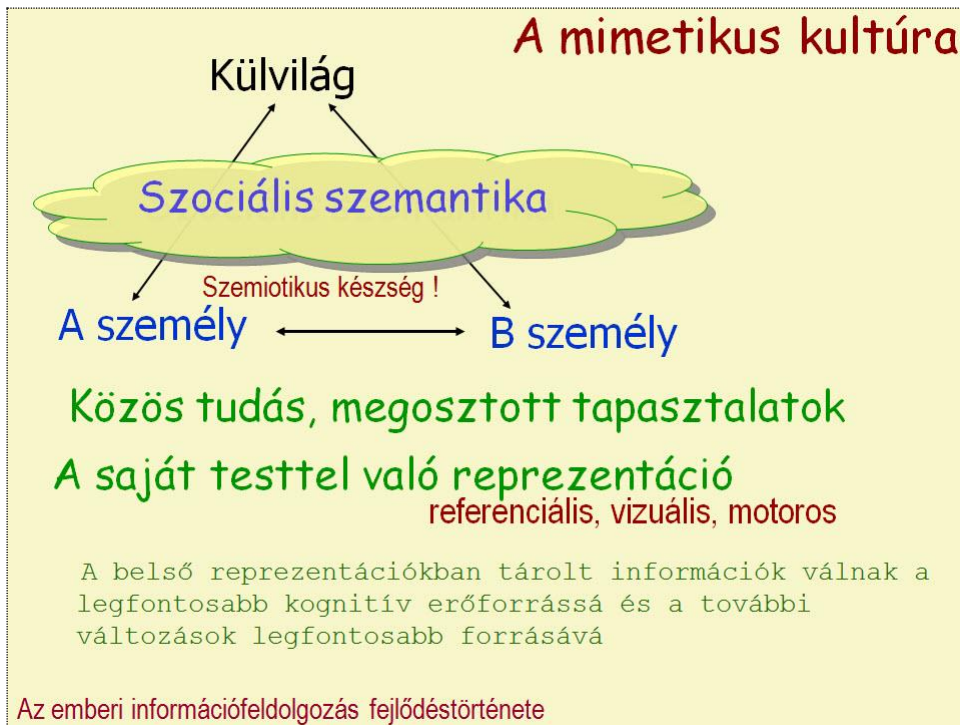 A mimetikus kultúra
Külvilág
Szociális szemantika
Szemiotikus készség !
A személy
B személy
Közös tudás, megosztott tapasztalatok
A saját testtel való reprezentáció
referenciális, vizuális, motoros
A belső reprezentációkban tárolt információk válnak a
legfontosabb kognitív erőforrássá és a további
változások legfontosabb forrásává
Az emberi információfeldolgozás fejlődéstörténete